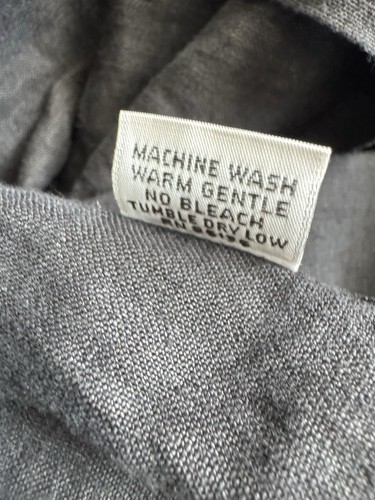 MACHINE WASH
WARM GENTLE
NO BLEACH
TUMBLE DRY LOW